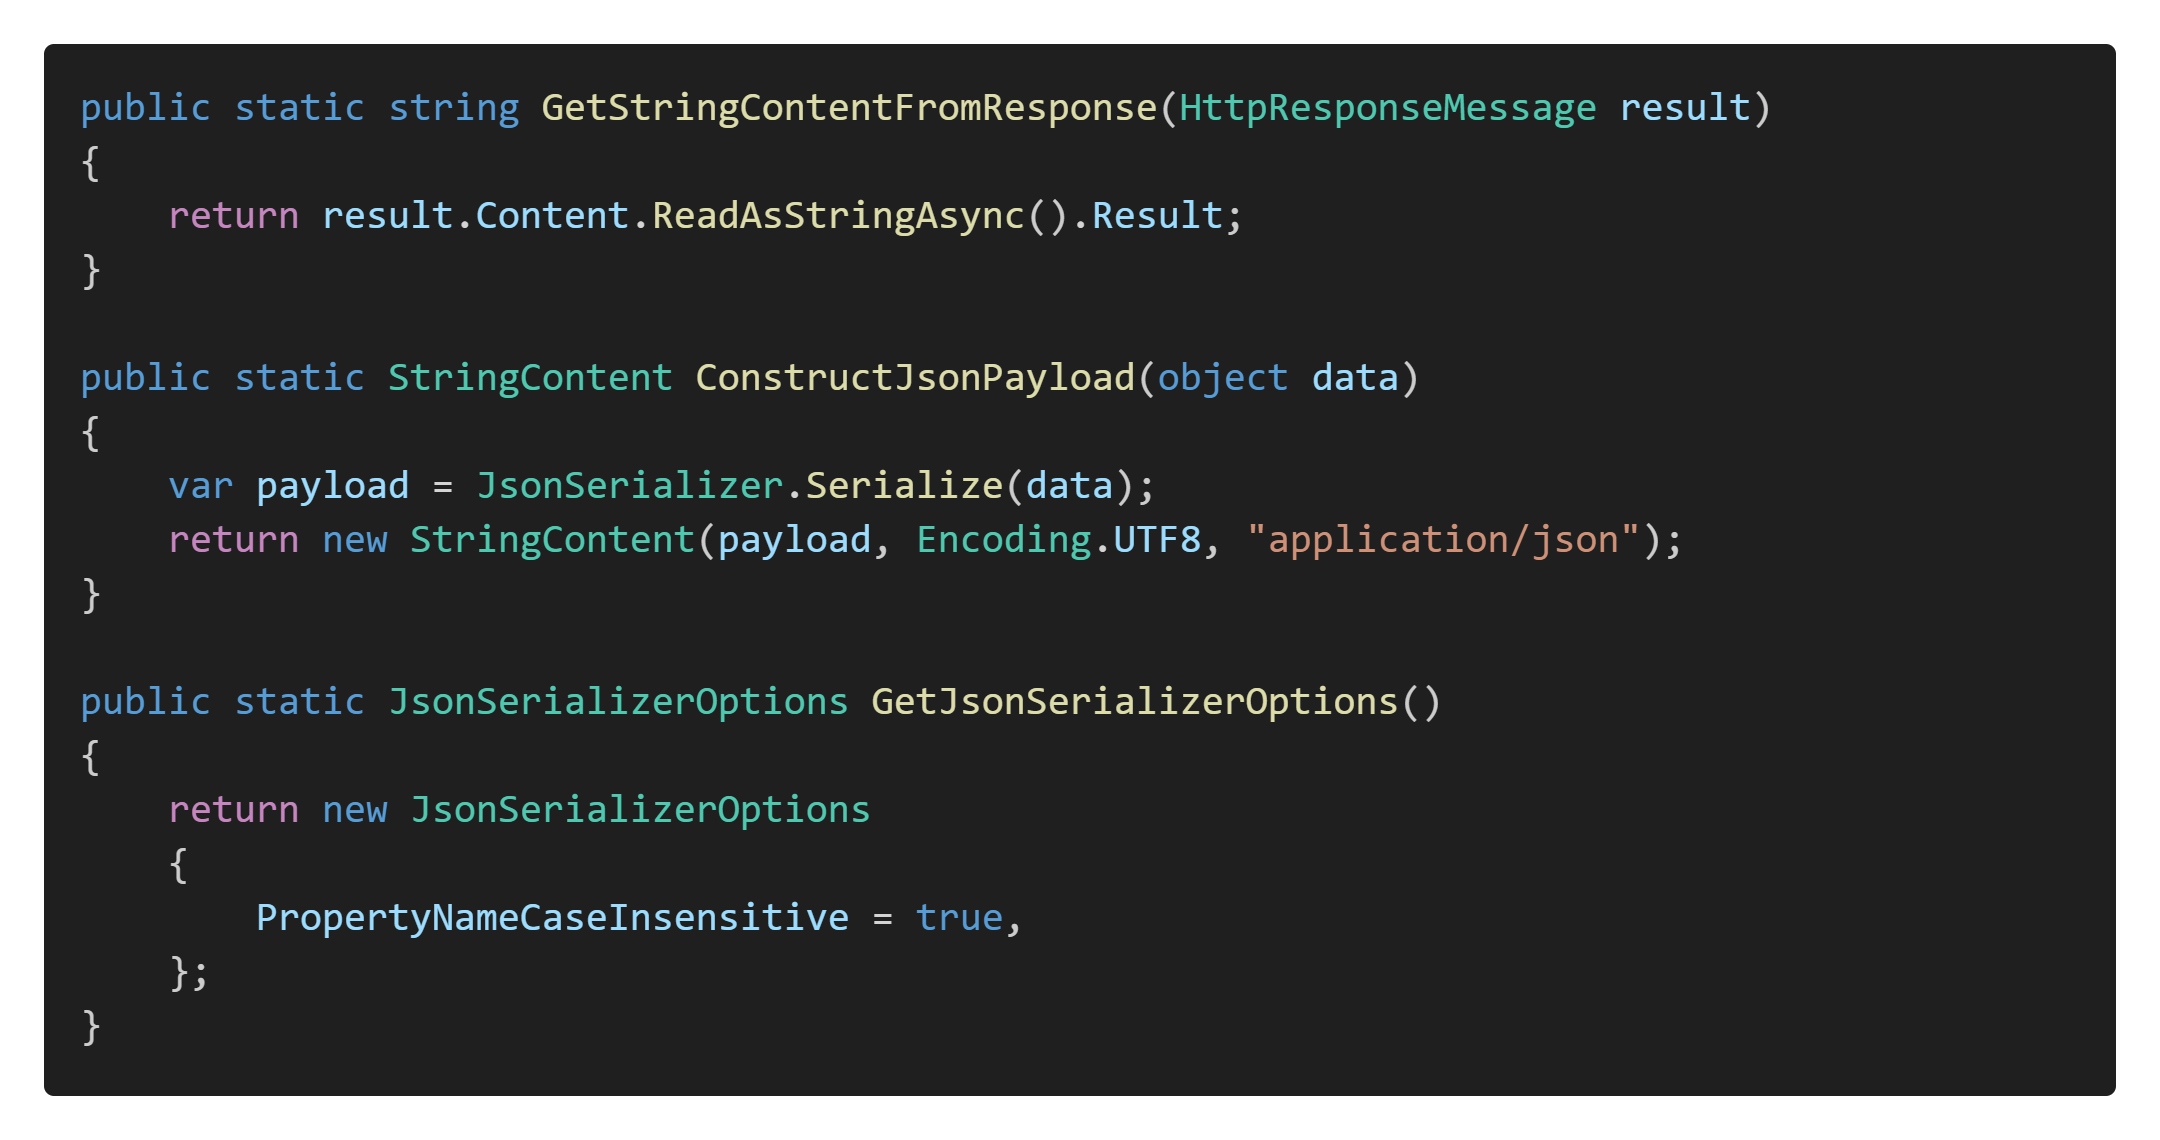 public static string GetStringContentFromResponse(HttpResponseMessage result)
{
    return result.Content.ReadAsStringAsync().Result;
}

public static StringContent ConstructJsonPayload(object data)
{
    var payload = JsonSerializer.Serialize(data);
    return new StringContent(payload, Encoding.UTF8, "application/json");
}

public static JsonSerializerOptions GetJsonSerializerOptions()
{
    return new JsonSerializerOptions
    {
        PropertyNameCaseInsensitive = true,
    };
}